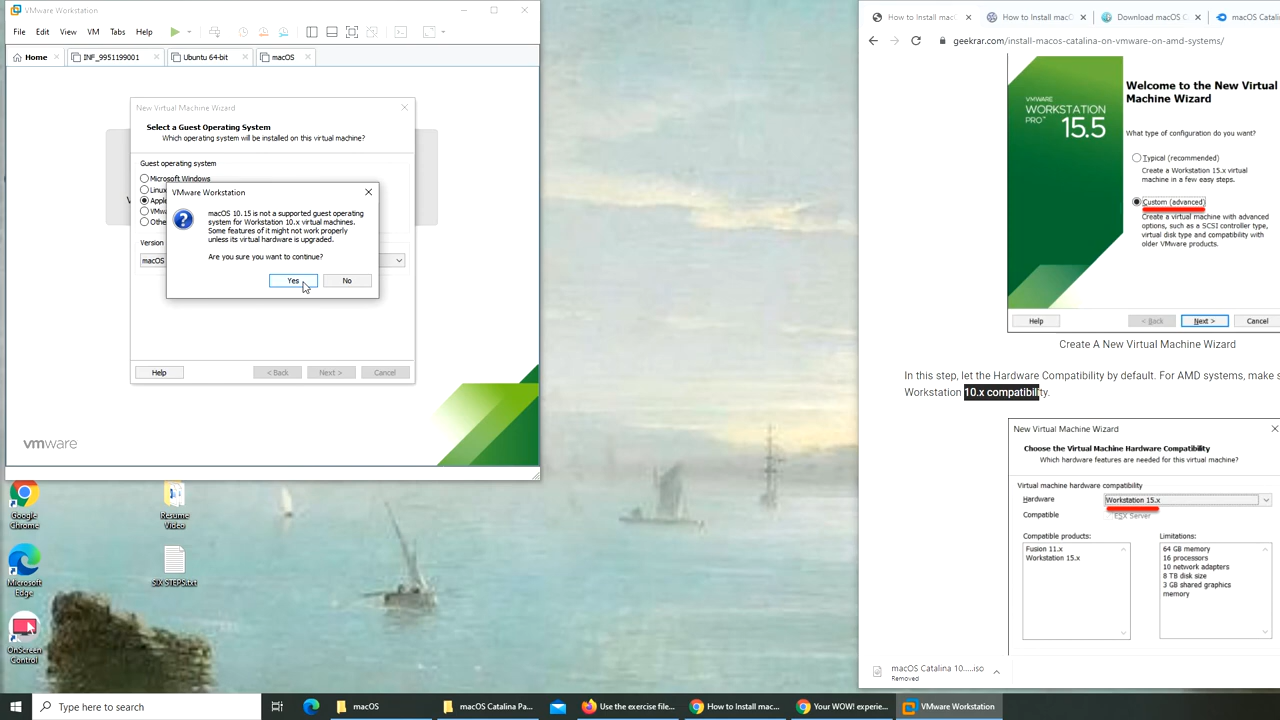 VMware Workstation
File Edit View VM Tabs Help
Home INF_9951199001 Ubuntu 64-bit macOS
New Virtual Machine Wizard
Select a Guest Operating System
Which operating system will be installed on this virtual machine?
Guest operating system
Microsoft Windows
Linux
Apple
VMw
Othe
Version
macOS
VMware Workstation
macOS 10.15 is not a supported guest operating
system for Workstation 10.x virtual machines.
Some features of it might not work properly
unless its virtual hardware is upgraded.
Are you sure you want to continue?
Yes No
Help < Back Next > Cancel
vmware
Google
Chrome
Resume
Video
Microsoft
Edge
SIX STEPS.txt
OnScreen
Control
How to Install mac How to Install mac Download macOS C macOS Catali
geekrar.com/install-macos-catalina-on-vmware-on-amd-systems/
VMWARE
WORKSTATION
PRO™ 15.5
Welcome to the New Virtual
Machine Wizard
What type of configuration do you want?
Typical (recommended)
Create a Workstation 15.x virtual
machine in a few easy steps.
Custom (advanced)
Create a virtual machine with advanced
options, such as a SCSI controller type,
virtual disk type and compatibility with
older VMware products.
Help < Back Next > Cancel
Create A New Virtual Machine Wizard
In this step, let the Hardware Compatibility by default. For AMD systems, make s
Workstation 10.x compatibility.
New Virtual Machine Wizard
Choose the Virtual Machine Hardware Compatibility
Which hardware features are needed for this virtual machine?
Virtual machine hardware compatibility
Hardware Workstation 15.x
Compatible ESX Server
Compatible products: Limitations:
Fusion 11.x
Workstation 15.x
64 GB memory
16 processors
10 network adapters
8 TB disk size
3 GB shared graphics
memory
macOS Catalina 10.....iso
Removed
Type here to search macOS macOS Catalina Pa... Use the exercise file... How to Install mac... Your WOW! experie... VMware Workstation